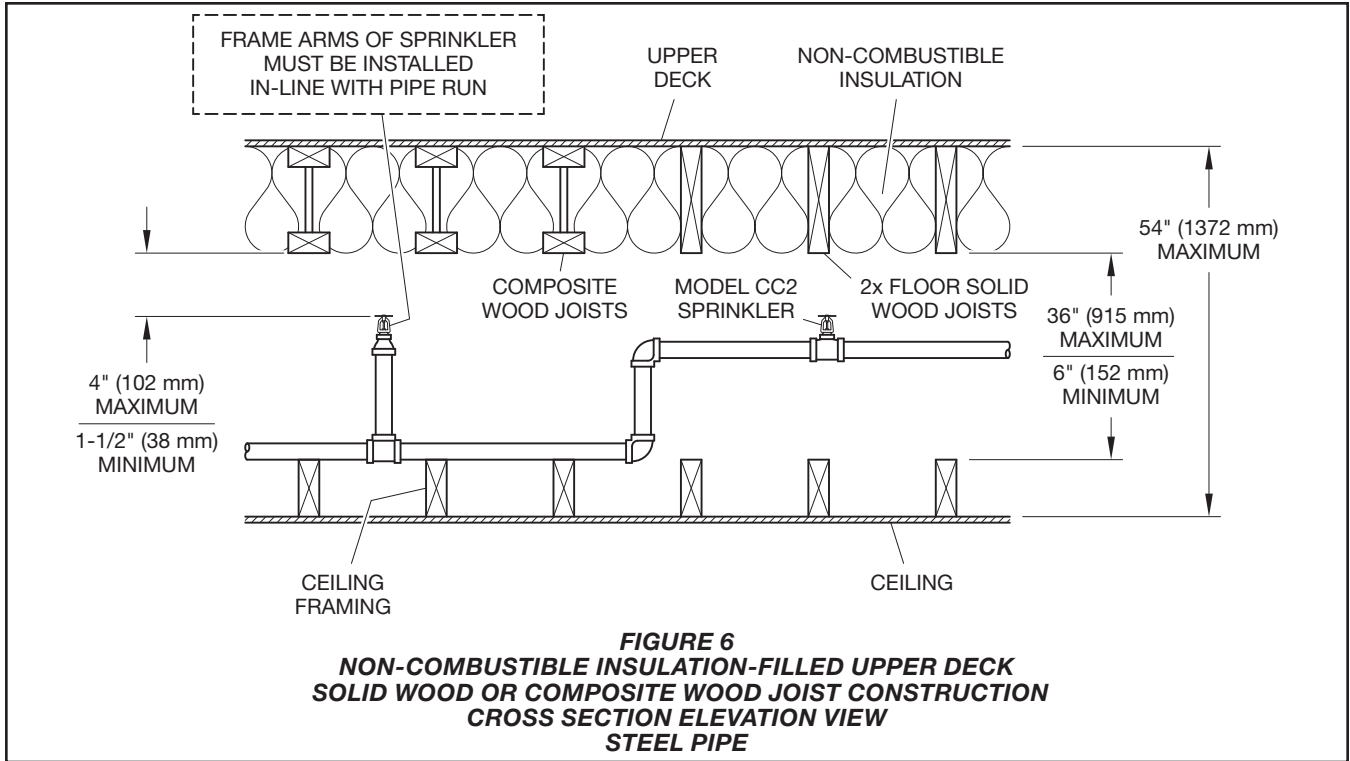 FRAME ARMS OF SPRINKLER
MUST BE INSTALLED
IN-LINE WITH PIPE RUN
UPPER
DECK
NON-COMBUSTIBLE
INSULATION
54" (1372 mm)
MAXIMUM
COMPOSITE
WOOD JOISTS
MODEL CC2
SPRINKLER
2x FLOOR SOLID
WOOD JOISTS
36" (915 mm)
MAXIMUM
6" (152 mm)
MINIMUM
4" (102 mm)
MAXIMUM
1-1/2" (38 mm)
MINIMUM
CEILING
FRAMING
CEILING
FIGURE 6
NON-COMBUSTIBLE INSULATION-FILLED UPPER DECK
SOLID WOOD OR COMPOSITE WOOD JOIST CONSTRUCTION
CROSS SECTION ELEVATION VIEW
STEEL PIPE